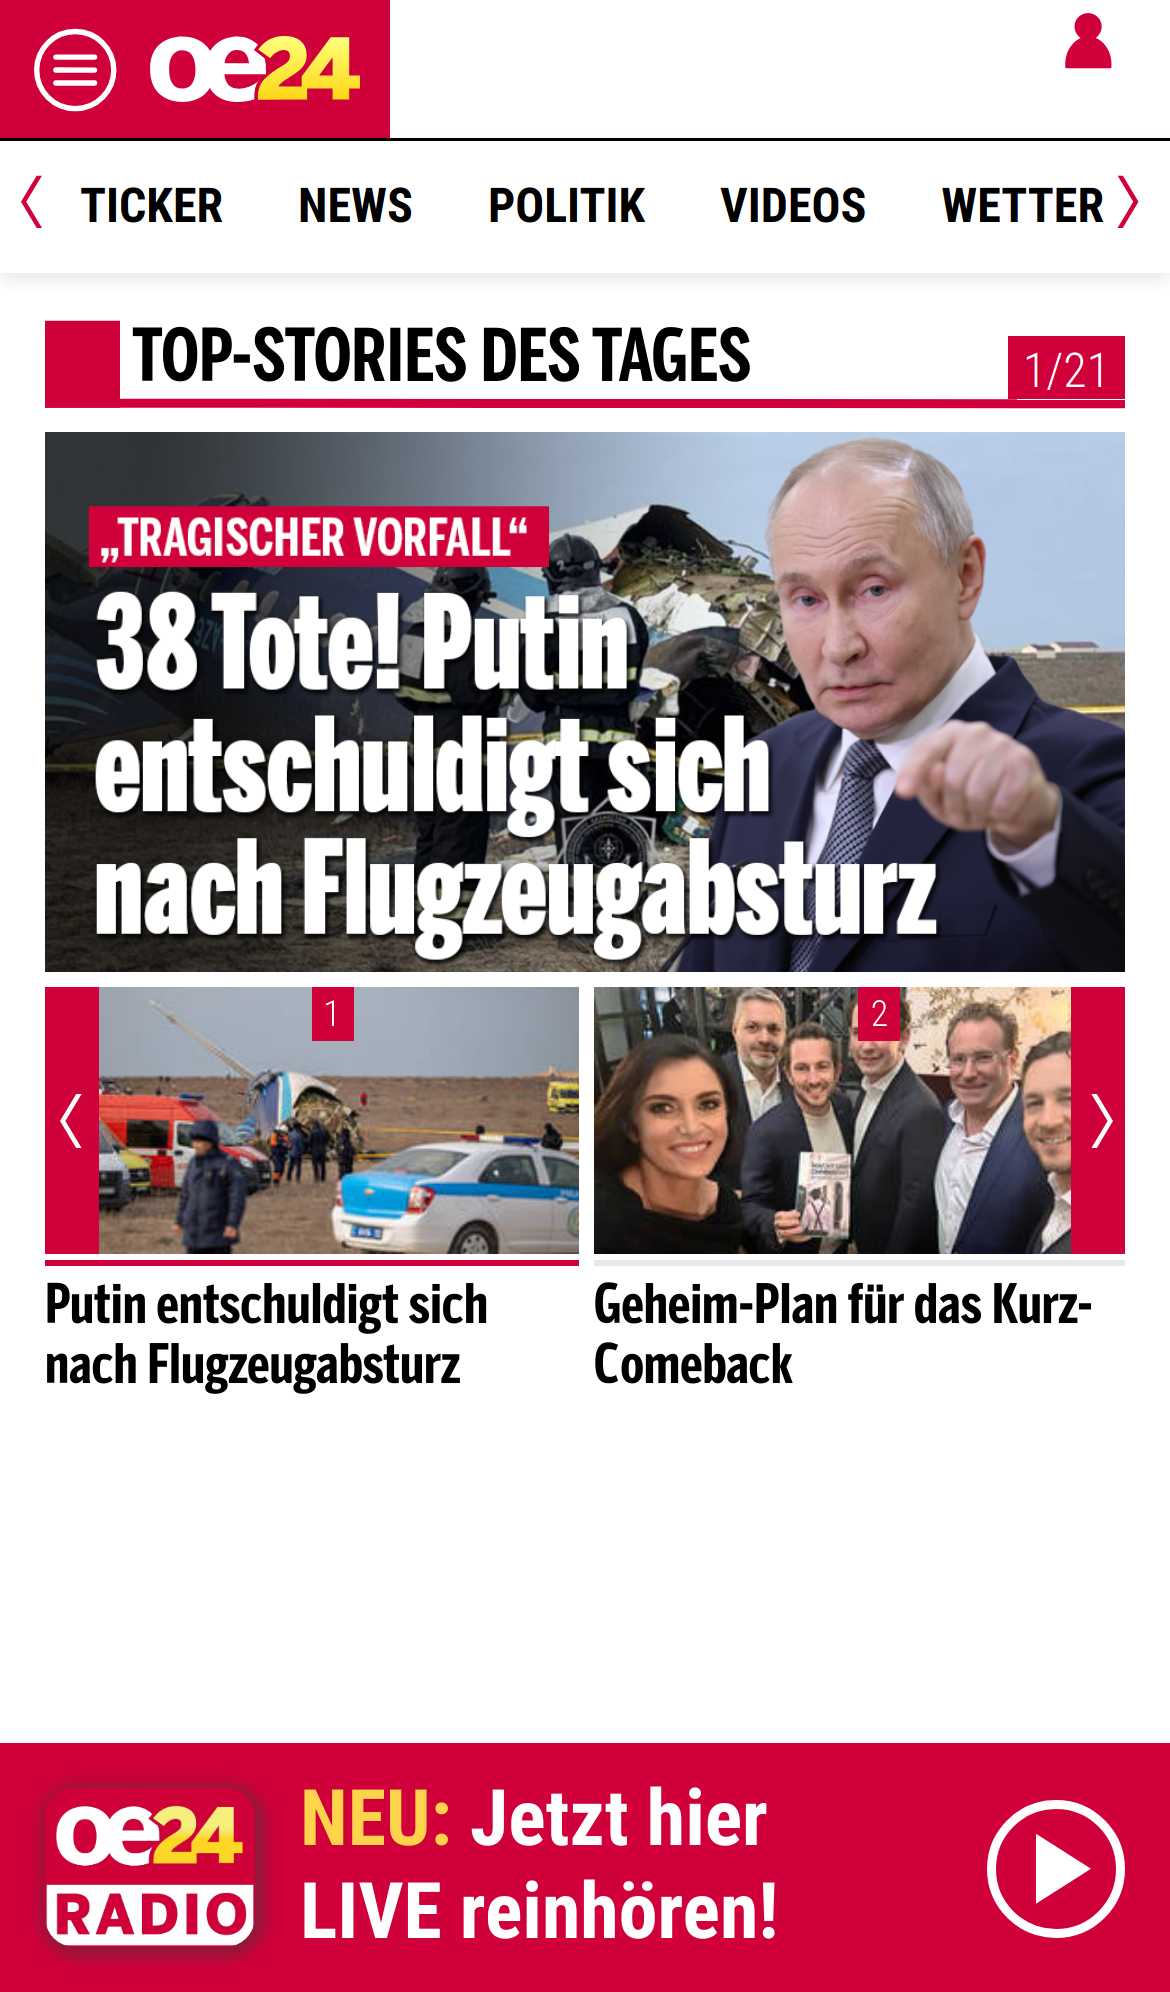 oe24
TICKER NEWS POLITIK VIDEOS WETTER
TOP-STORIES DES TAGES
1/21
„TRAGISCHER VORFALL“
38 Tote! Putin
entschuldigt sich
nach Flugzeugabsturz
1
2
Putin entschuldigt sich
nach Flugzeugabsturz
Geheim-Plan für das Kurz-
Comeback
oe24
RADIO
NEU: Jetzt hier
LIVE reinhören!